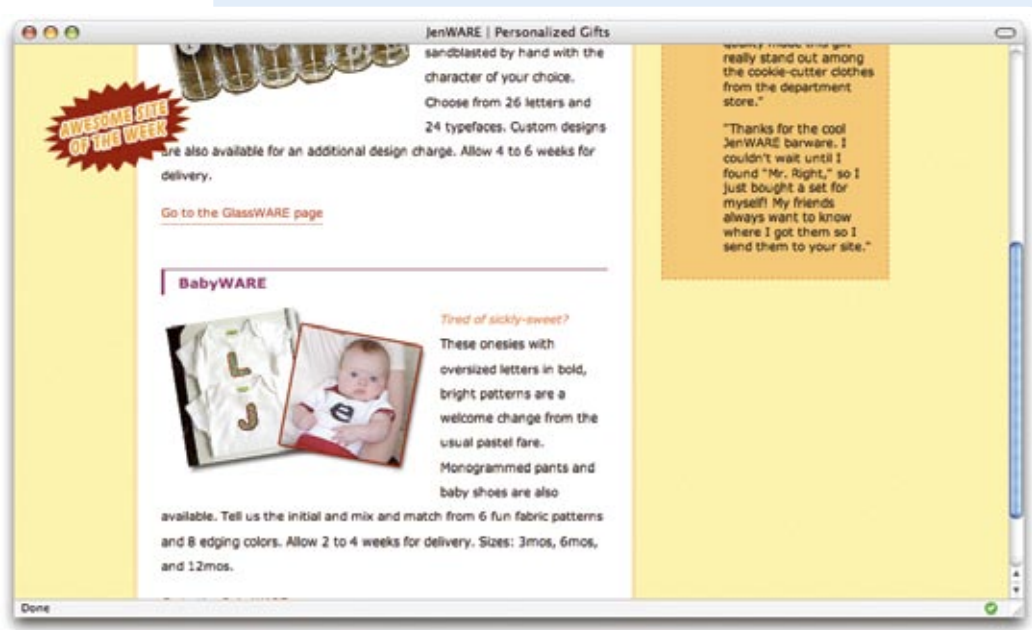 JenWARE | Personalized Gifts
sandblasted by hand with the
character of your choice.
Choose from 26 letters and
24 typefaces. Custom designs
are also available for an additional design charge. Allow 4 to 6 weeks for
delivery.
Go to the GlassWARE page
AWESOME SITE
OF THE WEEK
BabyWARE
L
J
e
Tired of sickly-sweet?
These onesies with
oversized letters in bold,
bright patterns are a
welcome change from the
usual pastel fare.
Monogrammed pants and
baby shoes are also
available. Tell us the initial and mix and match from 6 fun fabric patterns
and 8 edging colors. Allow 2 to 4 weeks for delivery. Sizes: 3mos, 6mos,
and 12mos.
quality made this gift
really stand out among
the cookie-cutter clothes
from the department
store."
"Thanks for the cool
JenWARE barware. I
couldn't wait until I
found "Mr. Right," so I
just bought a set for
myself! My friends
always want to know
where I got them so I
send them to your site."
Done